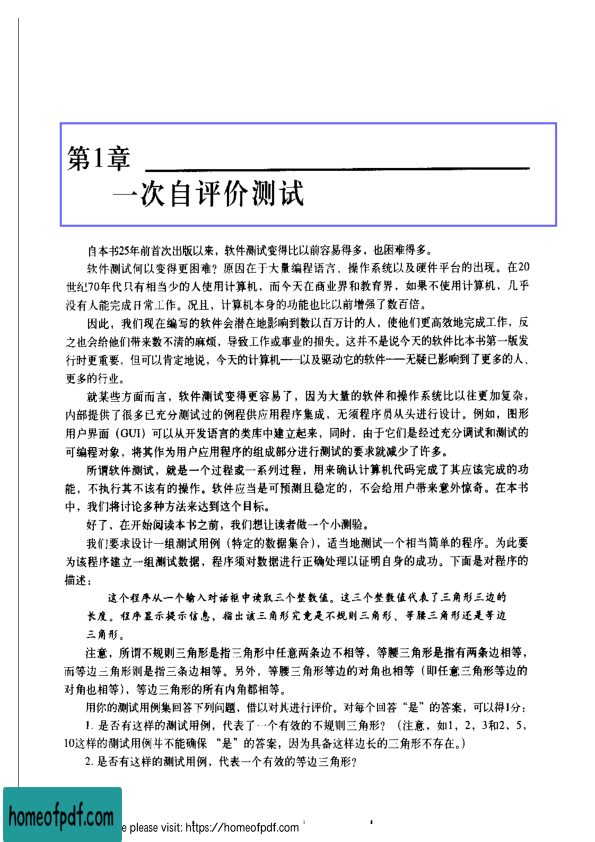 第1章
一次自评价测试
自本书25年前首次出版以来，软件测试变得比以前容易得多，也困难得多。
软件测试何以变得更困难？原因在于大量编程语言、操作系统以及硬件平台的出现。在20
世纪70年代只有相当少的人使用计算机，而今天在商业界和教育界，如果不使用计算机，几乎
没有人能完成日常工作。况且，计算机本身的功能也比以前增强了数百倍。
因此，我们现在编写的软件会潜在地影响到数以百万计的人，使他们更高效地完成工作，反
之也会给他们带来数不清的麻烦，导致工作或事业的损失。这并不是说今天的软件比本书第一版发
行时更重要，但可以肯定地说，今天的计算机——以及驱动它的软件——无疑已影响到了更多的人、
更多的行业。
就某些方面而言，软件测试变得更容易了，因为大量的软件和操作系统比以往更加复杂，
内部提供了很多已充分测试过的例程供应用程序集成，无须程序员从头进行设计。例如，图形
用户界面（GUI）可以从开发语言的类库中建立起来，同时，由于它们是经过充分调试和测试的
可编程对象，将其作为用户应用程序的组成部分进行测试的要求就减少了许多。
所谓软件测试，就是一个过程或一系列过程，用来确认计算机代码完成了其应该完成的功
能，不执行其不该有的操作。软件应当是可预测且稳定的，不会给用户带来意外惊奇。在本书
中，我们将讨论多种方法来达到这个目标。
好了，在开始阅读本书之前，我们想让读者做一个小测验。
我们要求设计一组测试用例（特定的数据集合），适当地测试一个相当简单的程序。为此要
为该程序建立一组测试数据，程序须对数据进行正确处理以证明自身的成功。下面是对程序的
描述：
这个程序从一个输入对话框中读取三个整数值。这三个整数值代表了三角形三边的
长度。程序显示提示信息，指出该三角形究竟是不规则三角形、等腰三角形还是等边
三角形。
注意，所谓不规则三角形是指三角形中任意两条边不相等，等腰三角形是指有两条边相等，
而等边三角形则是指三条边相等。另外，等腰三角形等边的对角也相等（即任意三角形等边的
对角也相等），等边三角形的所有内角都相等。
用你的测试用例集回答下列问题，借以对其进行评价。对每个回答“是”的答案，可以得1分：
1. 是否有这样的测试用例，代表了一个有效的不规则三角形？（注意，如1，2，3和2，5，
10这样的测试用例并不能确保 “是”的答案，因为具备这样边长的三角形不存在。）
2. 是否有这样的测试用例，代表一个有效的等边三角形？
homeofpdf.com
e please visit: https://homeofpdf.com